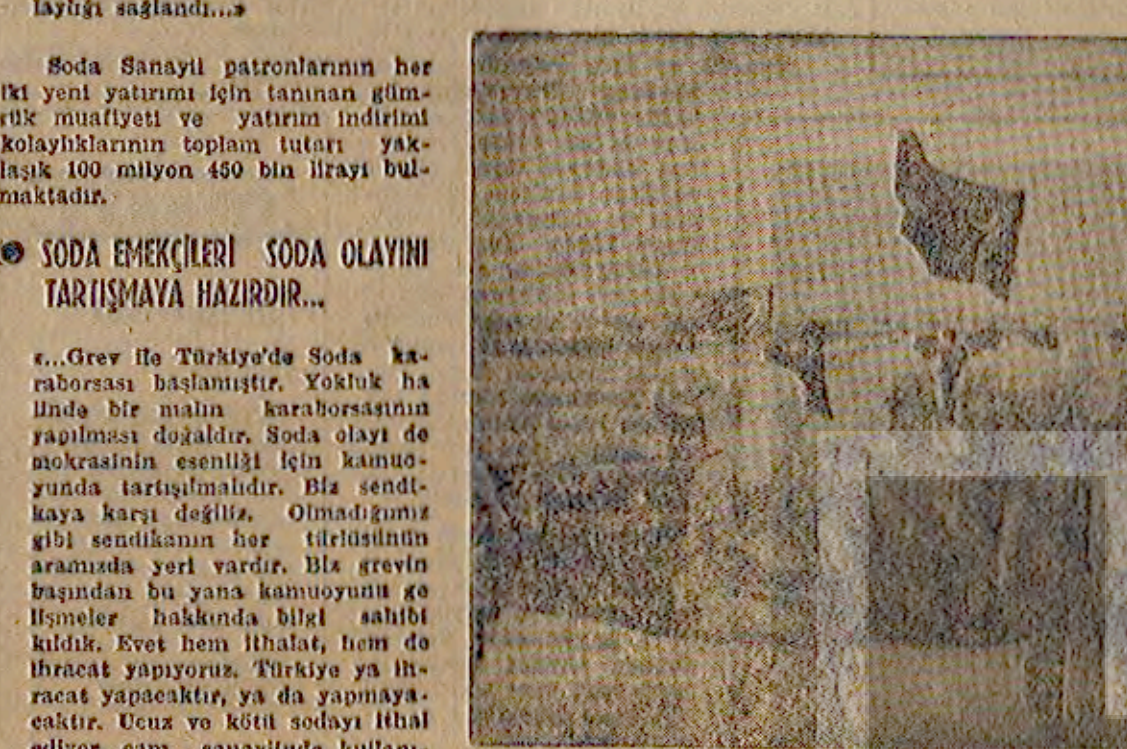 laylığı sağlandı...»
Soda Sanayii patronlarının her
iki yeni yatırımı için tanınan güm-
rük muafiyeti ve yatırım indirimi
kolaylıklarının toplam tutarı yak-
laşık 100 milyon 450 bin lirayı bul-
maktadır.
● SODA EMEKÇİLERİ SODA OLAYINI
TARTIŞMAYA HAZIRDIR...
«...Grev ile Türkiye'de Soda ka-
raborsası başlamıştır. Yokluk ha
linde bir malın karaborsasının
yapılması doğaldır. Soda olayı de
mokrasinin esenliği için kamuo-
yunda tartışılmalıdır. Biz sendi-
kaya karşı değiliz. Olmadığımız
gibi sendikanın her türlüsünün
aramızda yeri vardır. Biz grevin
başından bu yana kamuoyunu ge
lişmeler hakkında bilgi sahibi
kıldık. Evet hem ithalat, hem de
ihracat yapıyoruz. Türkiye ya ih-
racat yapacaktır, ya da yapmaya-
caktır. Ucuz ve kötü sodayı ithal
ediyor cam sanayiinde kullanı-